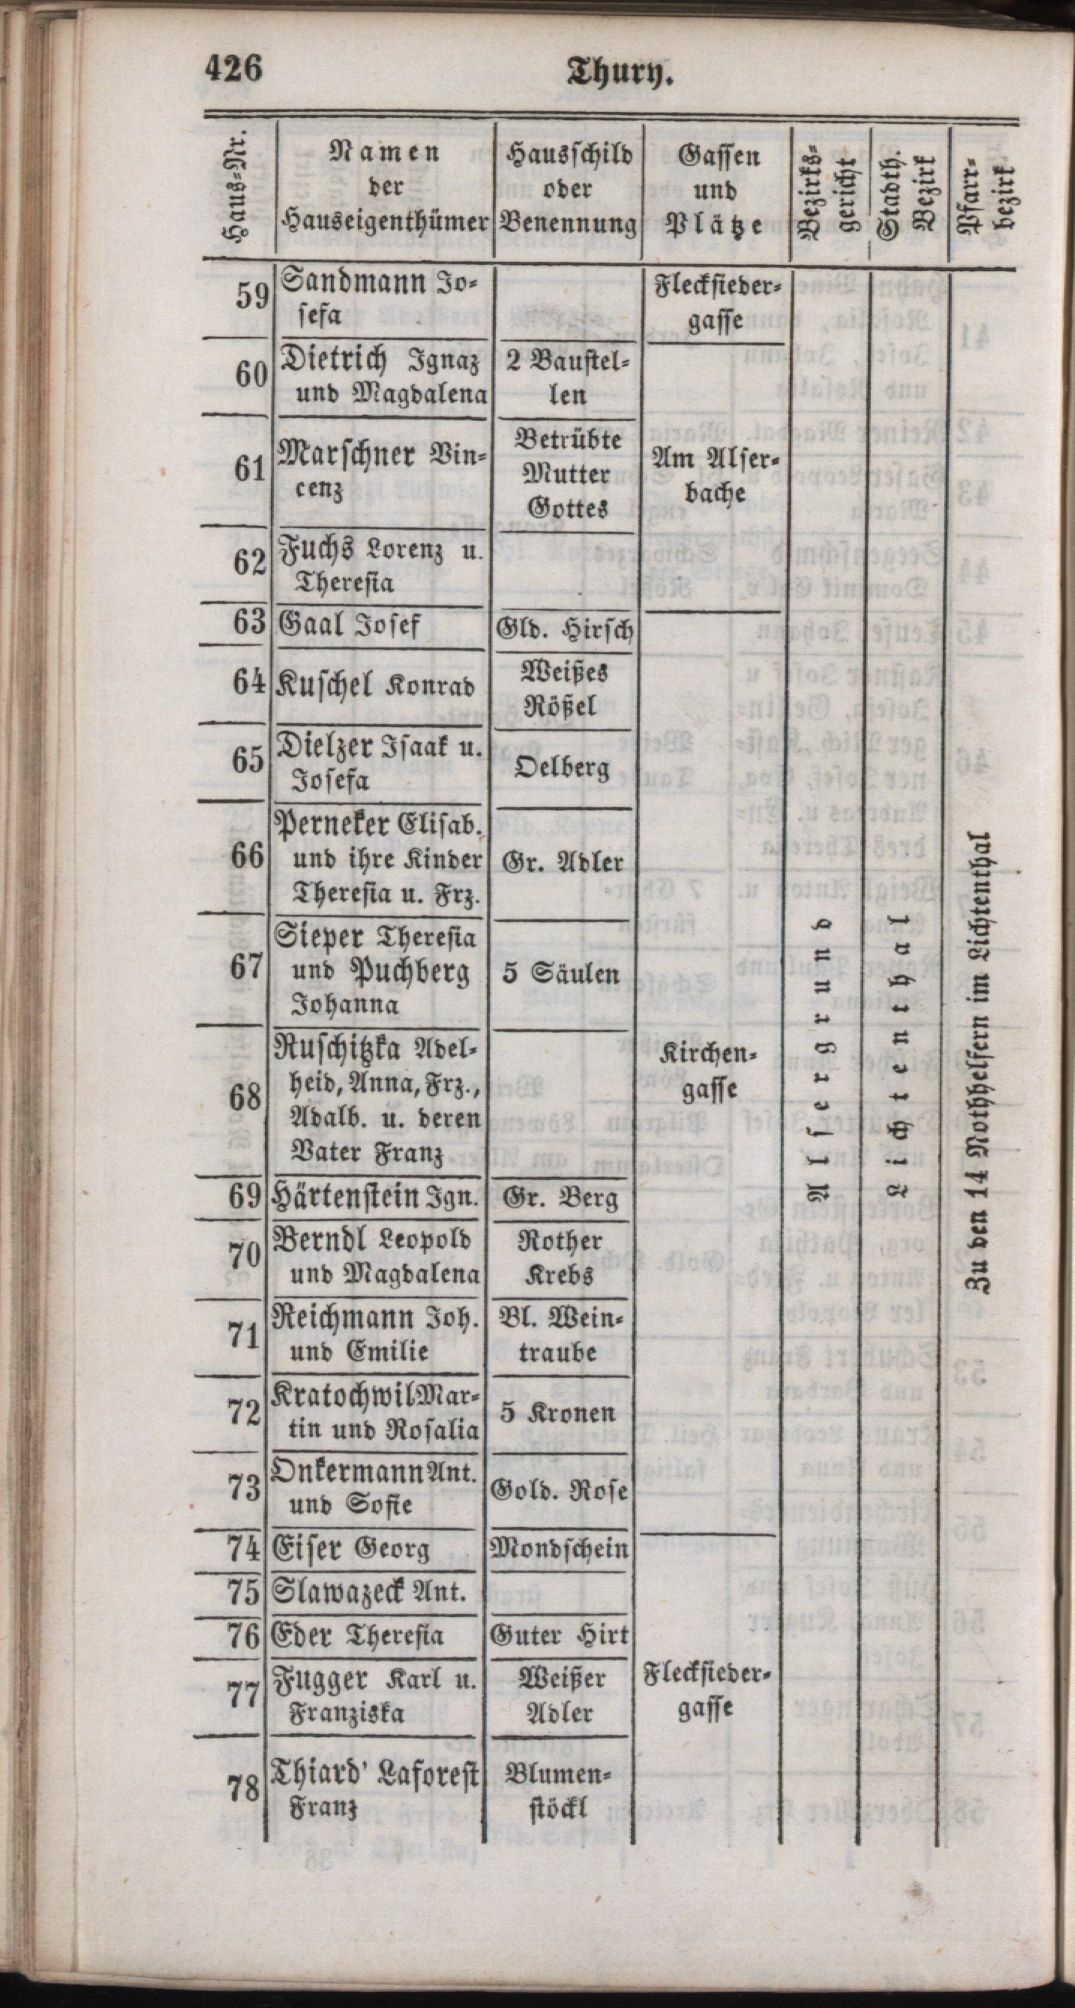 426
Thury.
Haus-Nr.
Namen
der
Hauseigenthümer
Hausschild
oder
Benennung
Gassen
und
Plätze
Bezirks-
gericht
Stadth.
Bezirk
Pfarr-
bezirk
59
Sandmann Jo-
sefa
Flecksieder-
gasse
60
Dietrich Ignaz
und Magdalena
2 Baustel-
len
61
Marschner Vin-
cenz
Betrübte
Mutter
Gottes
Am Alser-
bache
62
Fuchs Lorenz u.
Theresia
63
Gaal Josef
Gld. Hirsch
64
Kuschel Konrad
Weißes
Rößel
65
Dielzer Isaak u.
Josefa
Oelberg
66
Perneker Elisab.
und ihre Kinder
Theresia u. Frz.
Gr. Adler
67
Sieper Theresia
und Puchberg
Johanna
5 Säulen
68
Ruschitzka Adel-
heid, Anna, Frz.,
Adalb. u. deren
Vater Franz
Kirchen-
gasse
69
Härtenstein Ign.
Gr. Berg
70
Berndl Leopold
und Magdalena
Rother
Krebs
71
Reichmann Joh.
und Emilie
Bl. Wein-
traube
72
Kratochwil Mar-
tin und Rosalia
5 Kronen
73
Onkermann Ant.
und Sofie
Gold. Rose
74
Eiser Georg
Mondschein
75
Slawazeck Ant.
76
Eder Theresia
Guter Hirt
77
Fugger Karl u.
Franziska
Weißer
Adler
Flecksieder-
gasse
78
Thiard' Laforest
Franz
Blumen-
stöckl
Alsergrund
Lichtenthal
Zu den 14 Nothhelfern im Lichtenthal